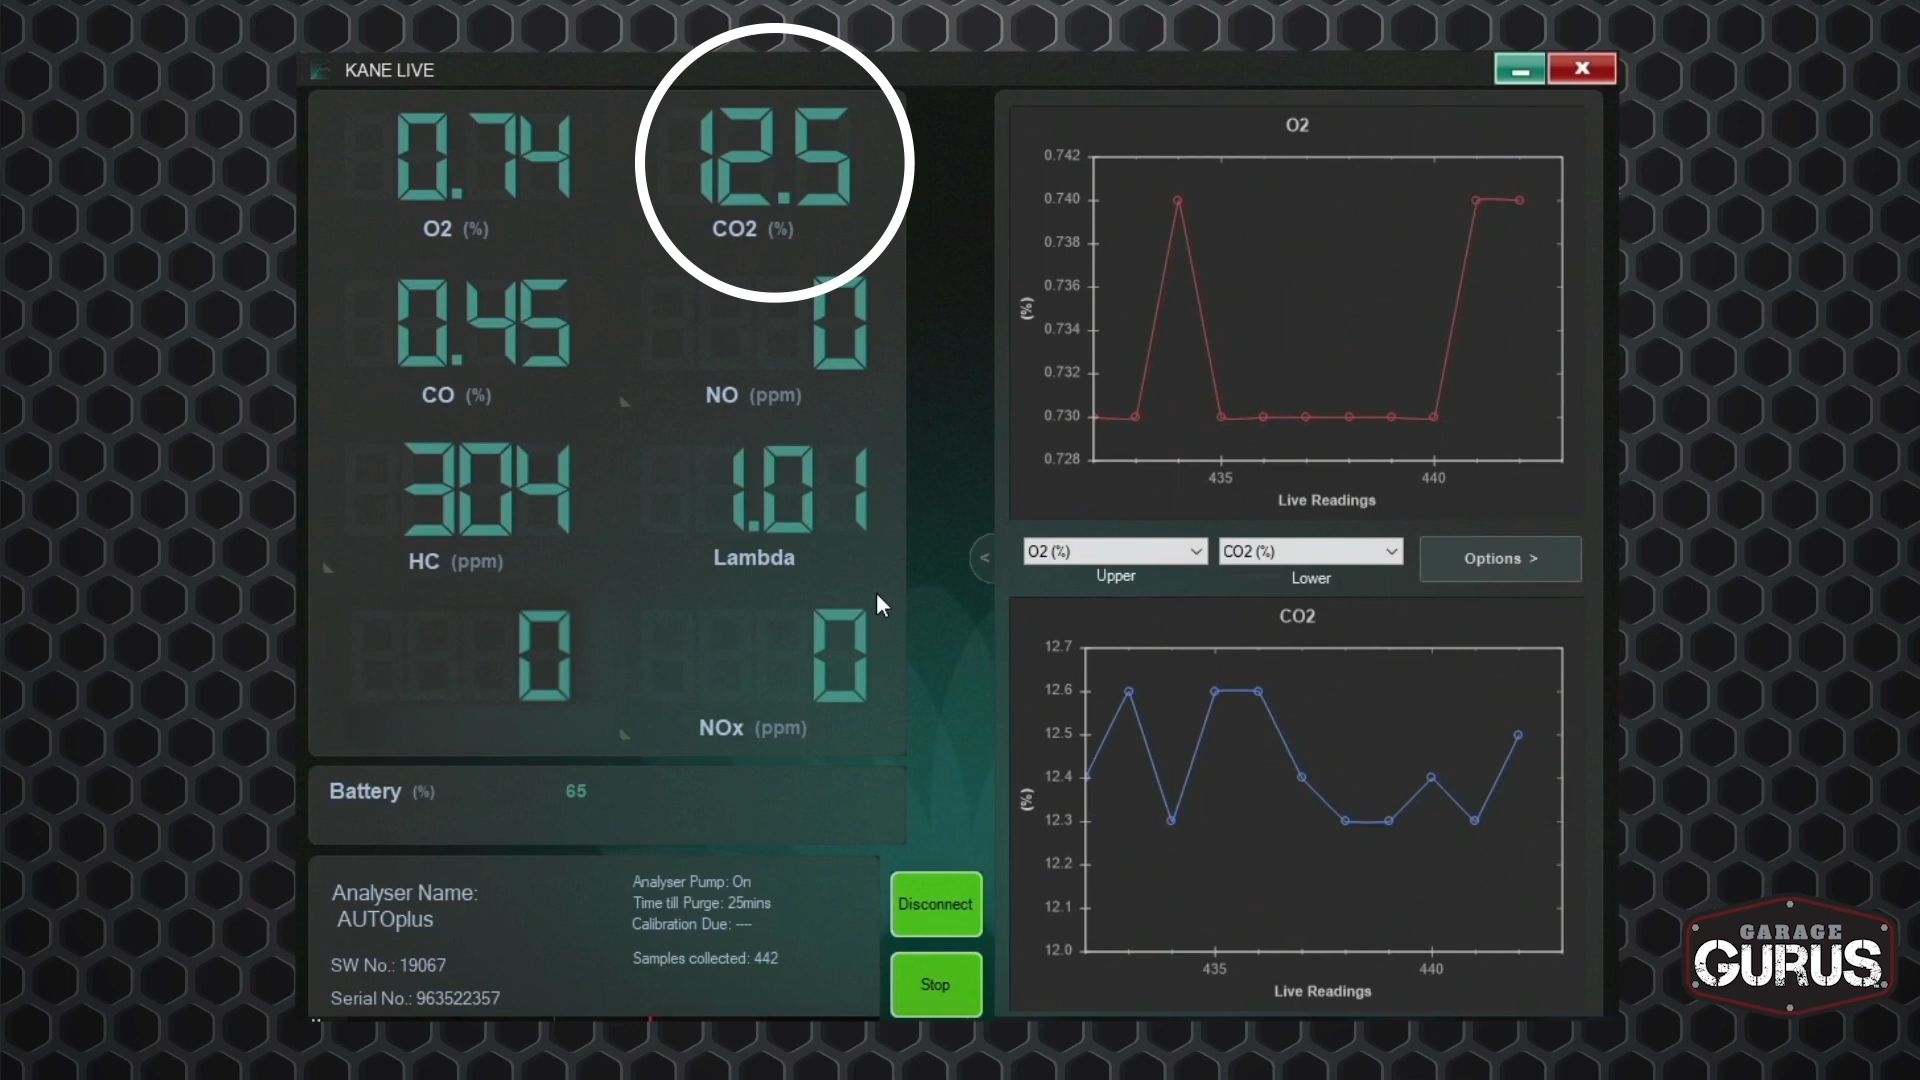 KANE LIVE
0.74
O2 (%)
12.5
CO2 (%)
0.45
CO (%)
0
NO (ppm)
304
HC (ppm)
1.01
Lambda
0
0
NOx (ppm)
Battery (%) 65
Analyser Name:
AUTOplus
SW No.: 19067
Serial No.: 963522357
Analyser Pump: On
Time till Purge: 25mins
Calibration Due: ----
Samples collected: 442
Disconnect
Stop
O2
0.742
0.740
0.738
0.736
0.734
0.732
0.730
0.728
(%)
435 440
Live Readings
<
O2 (%)
Upper
CO2 (%)
Lower
Options >
CO2
12.7
12.6
12.5
12.4
12.3
12.2
12.1
12.0
(%)
435 440
Live Readings
GARAGE
GURUS